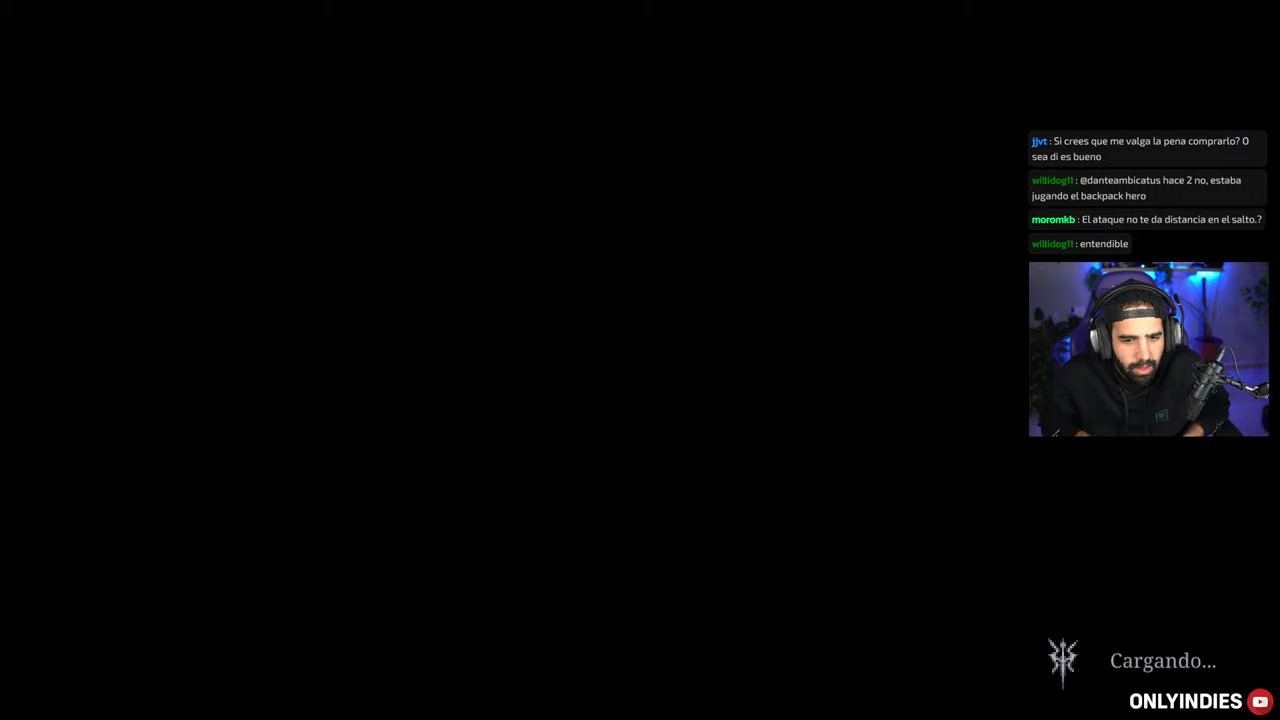 jjvt : Si crees que me valga la pena comprarlo? O
sea di es bueno
willidog11 : @danteambicatus hace 2 no, estaba
jugando el backpack hero
moromkb : El ataque no te da distancia en el salto.?
willidog11 : entendible
Cargando...
ONLYINDIES